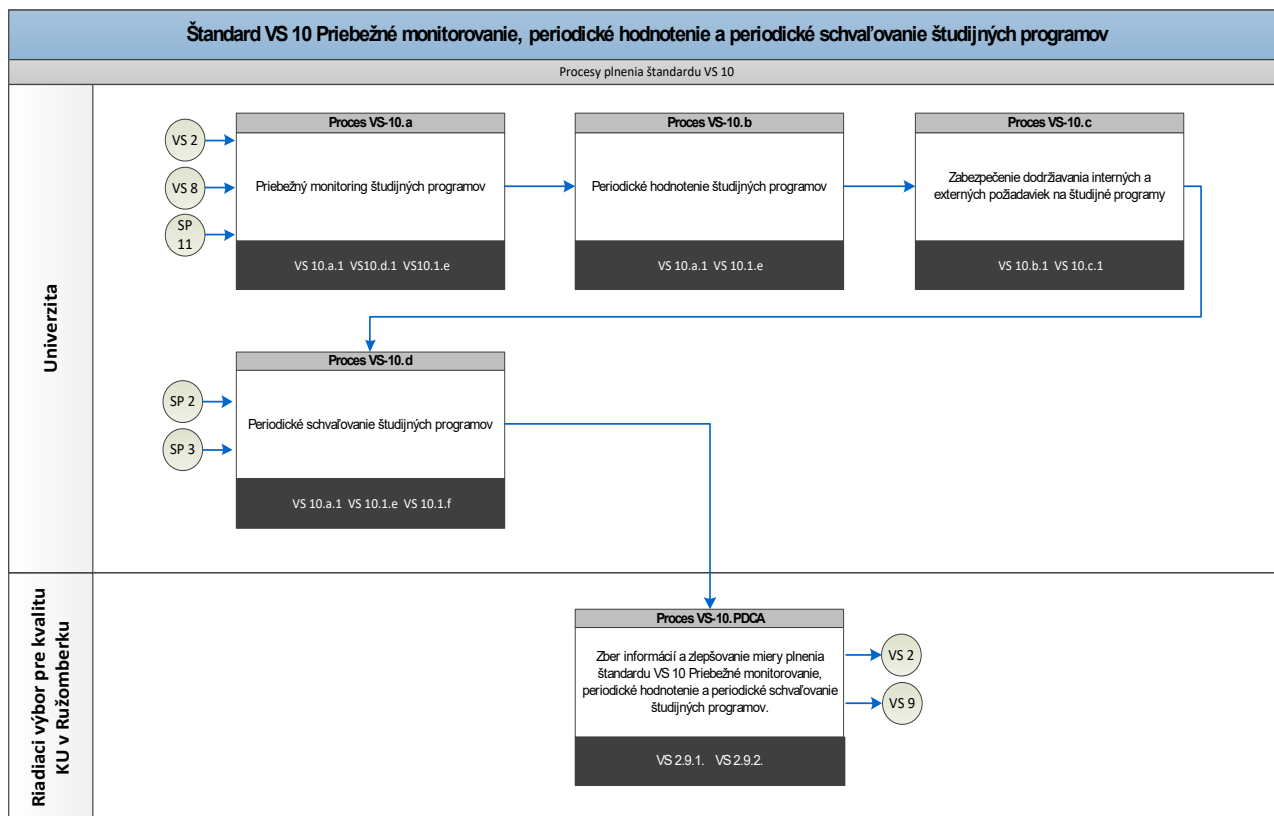 Štandard VS 10 Priebežné monitorovanie, periodické hodnotenie a periodické schvaľovanie študijných programov
Procesy plnenia štandardu VS 10
Univerzita
VS 2
VS 8
SP
11
Proces VS-10.a
Priebežný monitoring študijných programov
VS 10.a.1 VS10.d.1 VS10.1.e
Proces VS-10.b
Periodické hodnotenie študijných programov
VS 10.a.1 VS 10.1.e
Proces VS-10.c
Zabezpečenie dodržiavania interných a
externých požiadaviek na študijné programy
VS 10.b.1 VS 10.c.1
SP 2
SP 3
Proces VS-10.d
Periodické schvaľovanie študijných programov
VS 10.a.1 VS 10.1.e VS 10.1.f
Riadiaci výbor pre kvalitu
KU v Ružomberku
Proces VS-10.PDCA
Zber informácií a zlepšovanie miery plnenia
štandardu VS 10 Priebežné monitorovanie,
periodické hodnotenie a periodické schvaľovanie
študijných programov.
VS 2.9.1. VS 2.9.2.
VS 2
VS 9